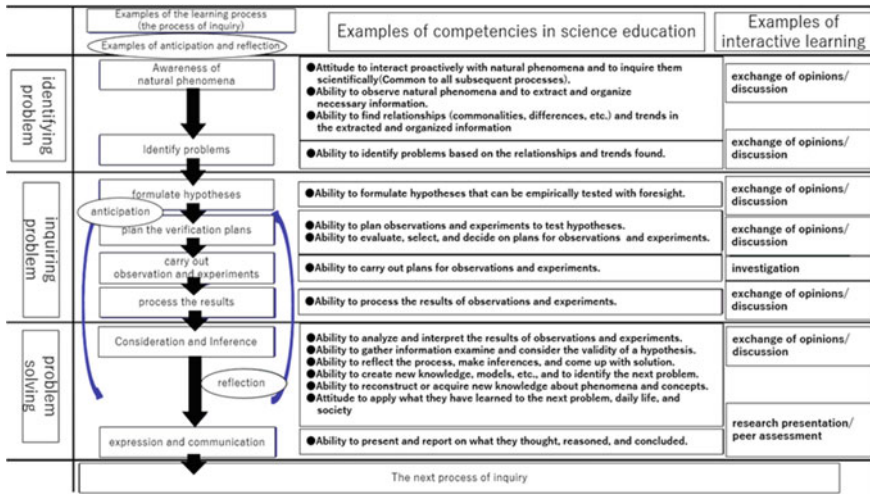 Examples of the learning process
(the process of inquiry)
Examples of anticipation and reflection
Examples of competencies in science education
Examples of
interactive learning
identifying
problem
Awareness of
natural phenomena
●Attitude to interact proactively with natural phenomena and to inquire them
scientifically(Common to all subsequent processes).
●Ability to observe natural phenomena and to extract and organize
necessary information.
●Ability to find relationships (commonalities, differences, etc.) and trends in
the extracted and organized information
exchange of opinions/
discussion
Identify problems
●Ability to identify problems based on the relationships and trends found.
exchange of opinions/
discussion
inquiring
problem
formulate hypotheses
●Ability to formulate hypotheses that can be empirically tested with foresight.
exchange of opinions/
discussion
anticipation
plan the verification plans
●Ability to plan observations and experiments to test hypotheses.
●Ability to evaluate, select, and decide on plans for observations and experiments.
exchange of opinions/
discussion
carry out
observation and experiments
●Ability to carry out plans for observations and experiments.
investigation
process the results
●Ability to process the results of observations and experiments.
exchange of opinions/
discussion
problem
solving
Consideration and Inference
●Ability to analyze and interpret the results of observations and experiments.
●Ability to gather information examine and consider the validity of a hypothesis.
●Ability to reflect the process, make inferences, and come up with solution.
●Ability to create new knowledge, models, etc., and to identify the next problem.
●Ability to reconstruct or acquire new knowledge about phenomena and concepts.
●Attitude to apply what they have learned to the next problem, daily life, and
society
exchange of opinions/
discussion
reflection
expression and communication
●Ability to present and report on what they thought, reasoned, and concluded.
research presentation/
peer assessment
The next process of inquiry